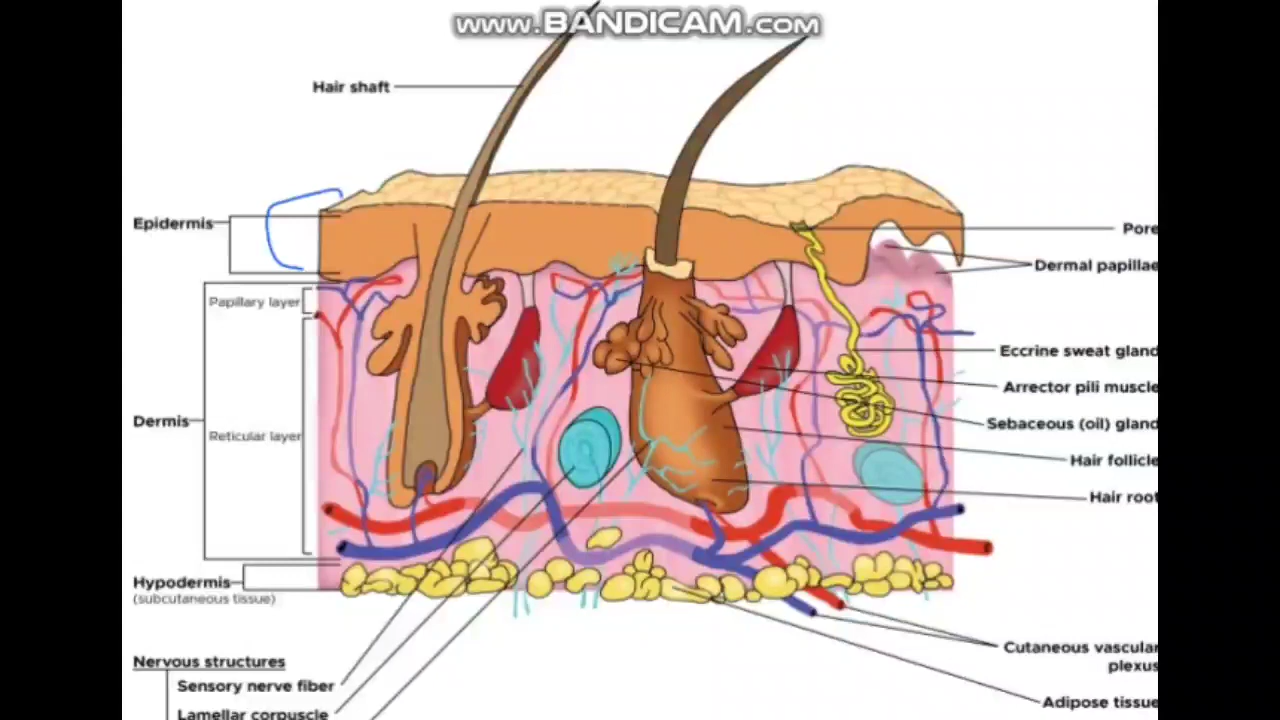 www.BANDICAM.com
Hair shaft
Epidermis
Pore
Dermal papillae
Papillary layer
Eccrine sweat gland
Arrector pili muscle
Dermis
Sebaceous (oil) gland
Reticular layer
Hair follicle
Hair root
Hypodermis
(subcutaneous tissue)
Cutaneous vascular
plexus
Nervous structures
Sensory nerve fiber
Adipose tissue
Lamellar corpuscle